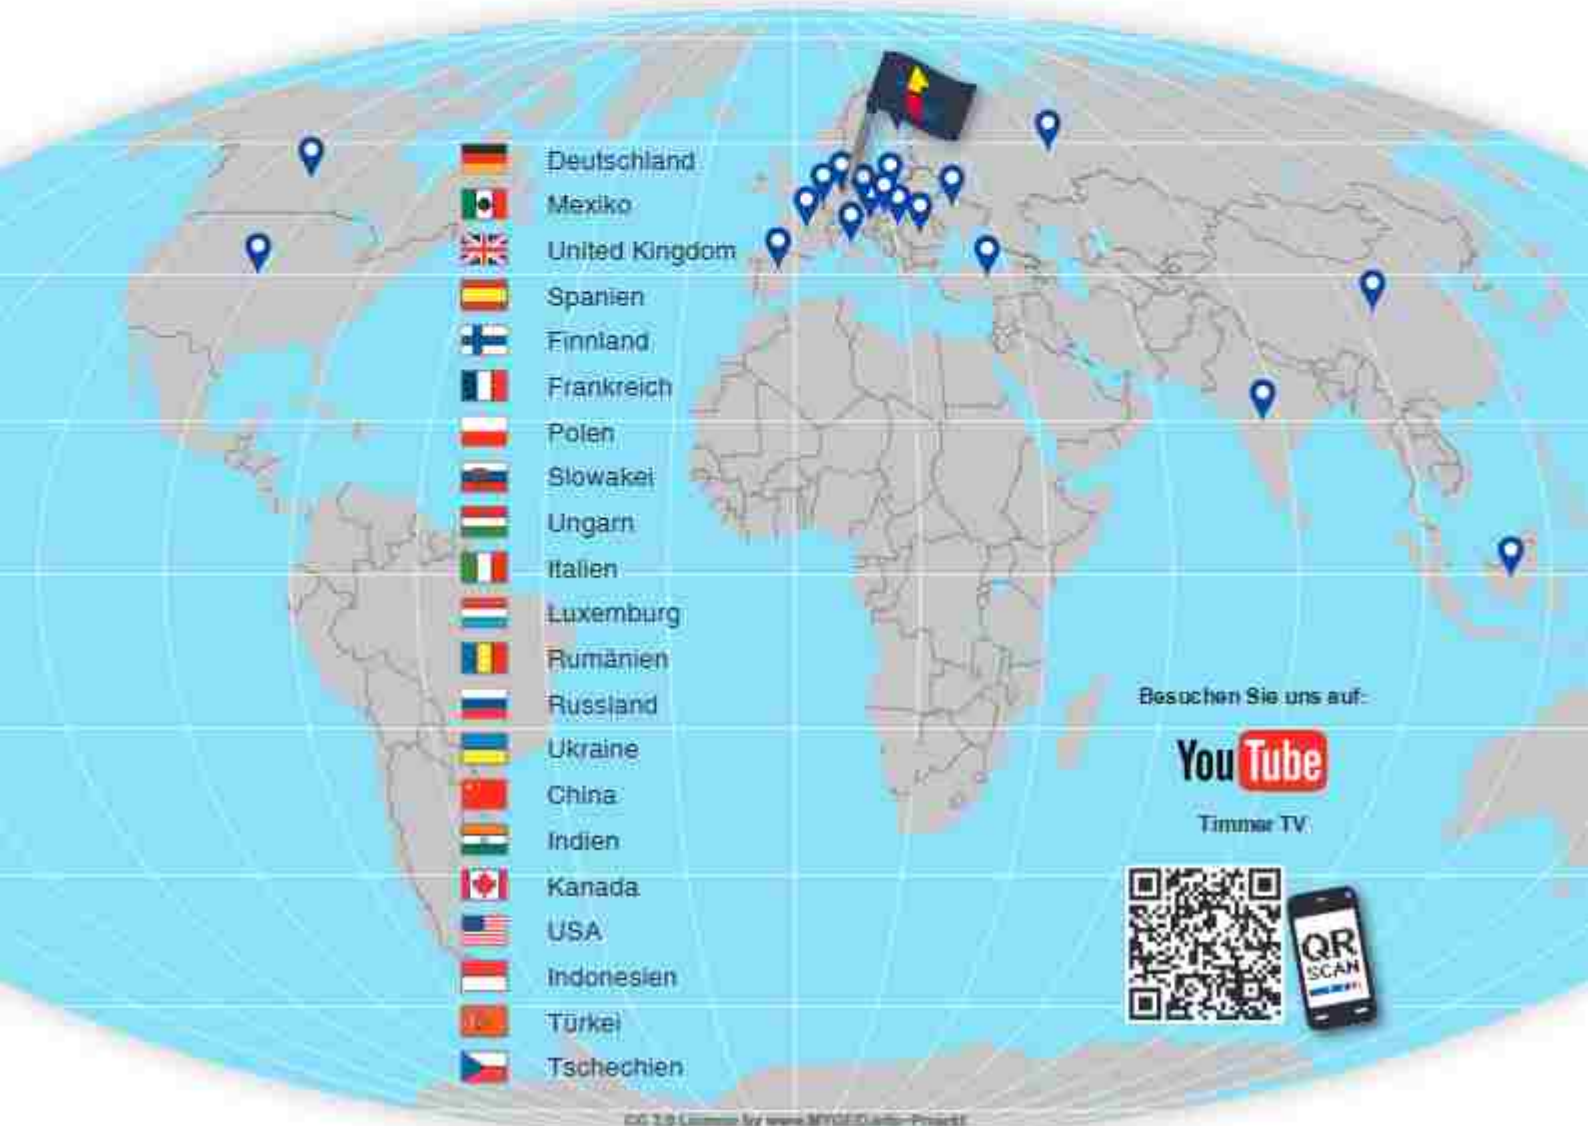 Deutschland
Mexiko
United Kingdom
Spanien
Finnland
Frankreich
Polen
Slowakei
Ungarn
Italien
Luxemburg
Rumänien
Russland
Ukraine
China
Indien
Kanada
USA
Indonesien
Türkei
Tschechien
Besuchen Sie uns auf:
YouTube
Timmer TV
QR
SCAN